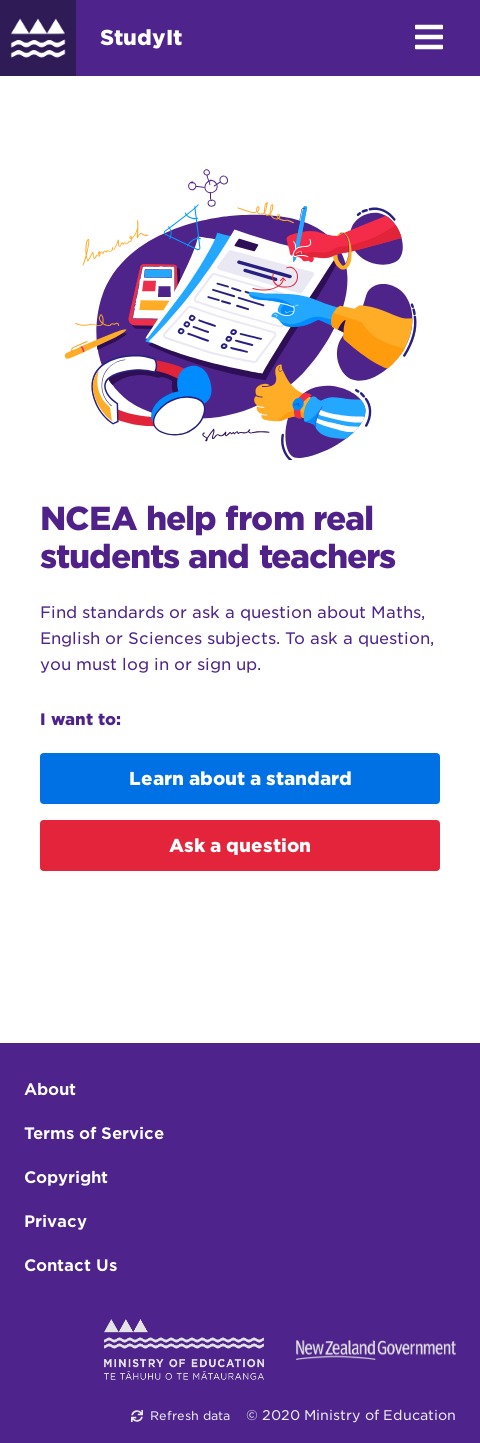 StudyIt
NCEA help from real
students and teachers
Find standards or ask a question about Maths,
English or Sciences subjects. To ask a question,
you must log in or sign up.
I want to:
Learn about a standard
Ask a question
About
Terms of Service
Copyright
Privacy
Contact Us
MINISTRY OF EDUCATION
TE TĀHUHU O TE MĀTAURANGA
New Zealand Government
Refresh data
© 2020 Ministry of Education